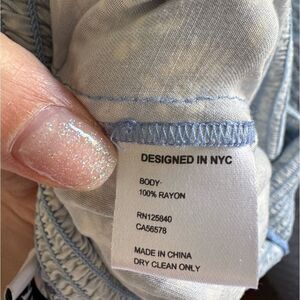 DESIGNED IN NYC
BODY-
100% RAYON
RN125840
CA56578
MADE IN CHINA
DRY CLEAN ONLY